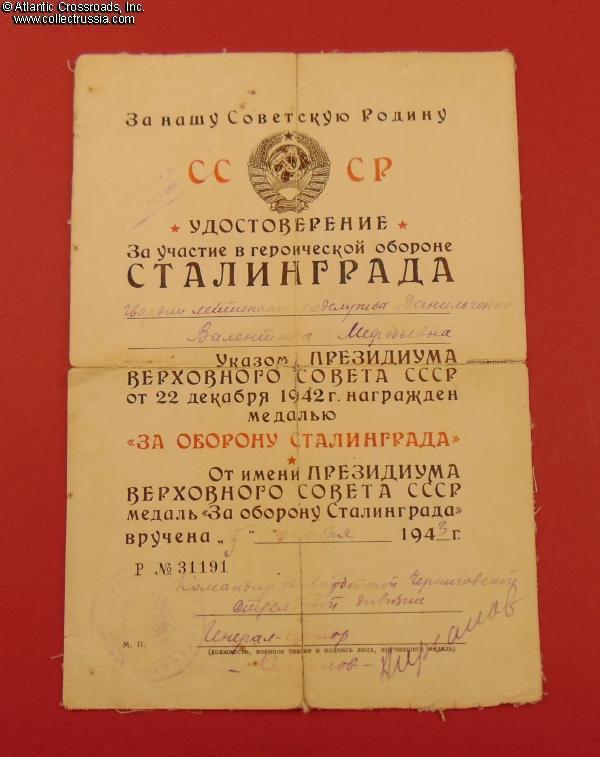 © Atlantic Crossroads, Inc.
www.collectrussia.com
За нашу Советскую Родину
СС СР
УДОСТОВЕРЕНИЕ
За участие в героической обороне
СТАЛИНГРАДА
Гвардии лейтенант медслужбы Данильченко
Валентина Мефодьевна
Указом ПРЕЗИДИУМА
ВЕРХОВНОГО СОВЕТА СССР
от 22 декабря 1942 г. награжден
медалью
«ЗА ОБОРОНУ СТАЛИНГРАДА»
От имени ПРЕЗИДИУМА
ВЕРХОВНОГО СОВЕТА СССР
медаль «За оборону Сталинграда»
вручена „5“ 1943 г.
Р № 31191
Командир гвардейской Черниговской
стрелковой дивизии
Генерал-майор
М. П.
(должность, военное звание и подпись лица, вручившего медаль)